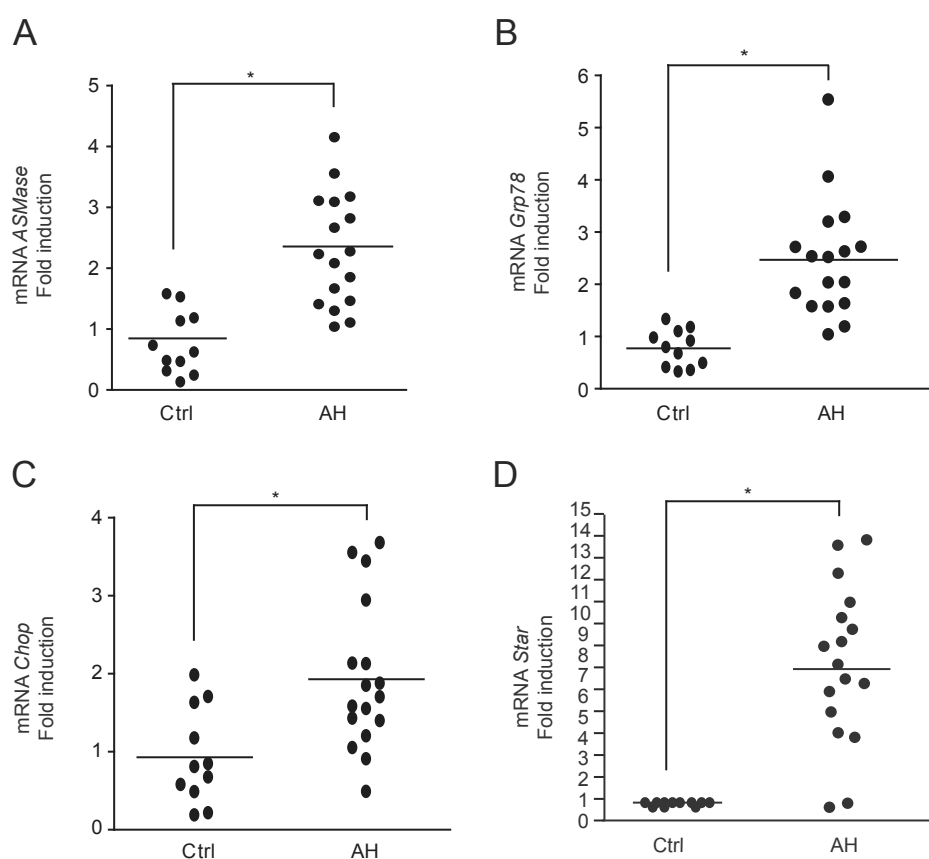 A
*
mRNA ASMase
Fold induction
5
4
3
2
1
0
Ctrl AH
B
*
mRNA Grp78
Fold induction
6
5
4
3
2
1
0
Ctrl AH
C
*
mRNA Chop
Fold induction
4
3
2
1
0
Ctrl AH
D
*
mRNA Star
Fold induction
15
14
13
12
11
10
9
8
7
6
5
4
3
2
1
0
Ctrl AH